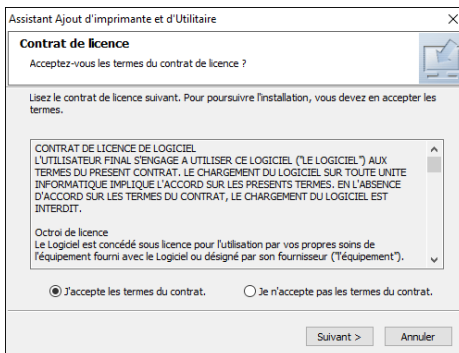 Assistant Ajout d'imprimante et d'Utilitaire
Contrat de licence
Acceptez-vous les termes du contrat de licence ?
Lisez le contrat de licence suivant. Pour poursuivre l'installation, vous devez en accepter les
termes.
CONTRAT DE LICENCE DE LOGICIEL
L'UTILISATEUR FINAL S'ENGAGE A UTILISER CE LOGICIEL ("LE LOGICIEL") AUX
TERMES DU PRESENT CONTRAT. LE CHARGEMENT DU LOGICIEL SUR TOUTE UNITE
INFORMATIQUE IMPLIQUE L'ACCORD SUR LES PRESENTS TERMES. EN L'ABSENCE
D'ACCORD SUR LES TERMES DU CONTRAT, LE CHARGEMENT DU LOGICIEL EST
INTERDIT.
Octroi de licence
Le Logiciel est concédé sous licence pour l'utilisation par vos propres soins de
l'équipement fourni avec le Logiciel ou désigné par son fournisseur ("l'équipement").
J'accepte les termes du contrat.
Je n'accepte pas les termes du contrat.
Suivant >
Annuler